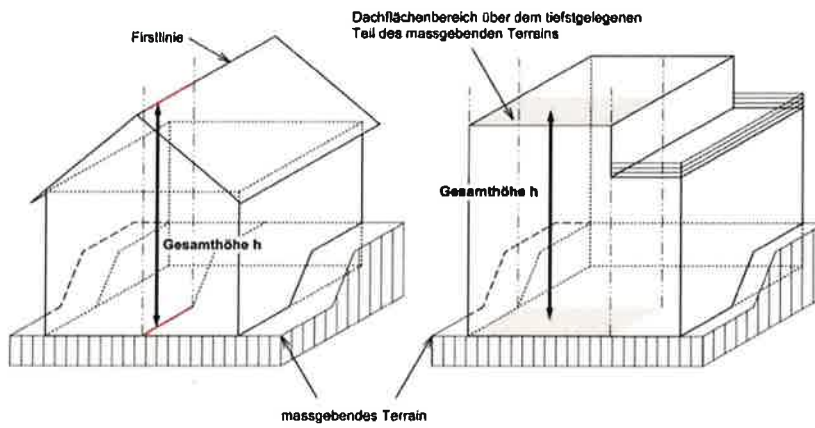 Firstlinie
Dachflächenbereich über dem tiefstgelegenen
Teil des massgebenden Terrains
Gesamthöhe h
Gesamthöhe h
massgebendes Terrain